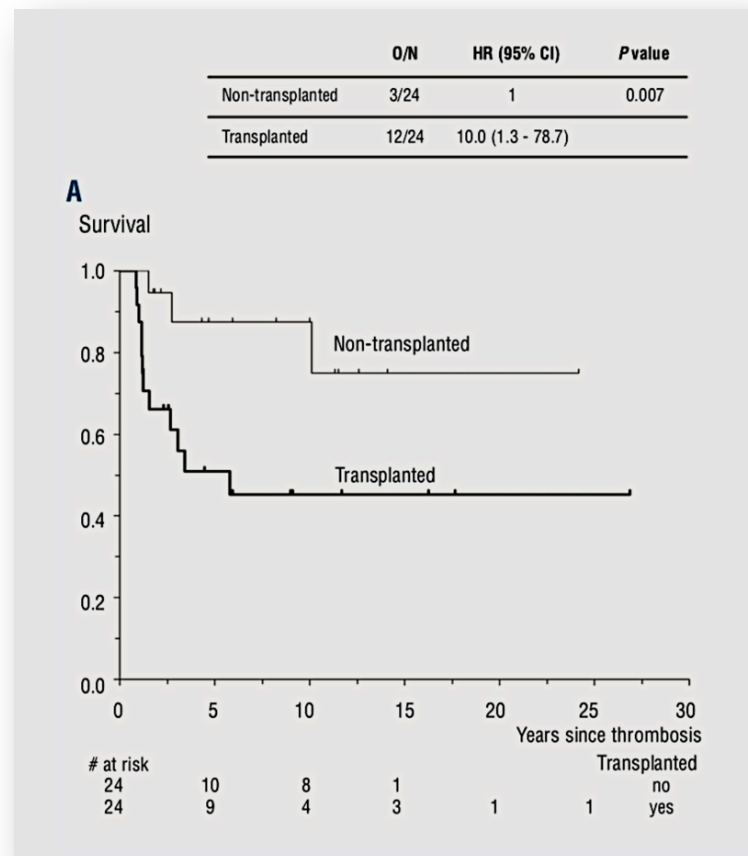 O/N HR (95% CI) P value
Non-transplanted 3/24 1 0.007
Transplanted 12/24 10.0 (1.3 - 78.7)
A
Survival
1.0
0.8
Non-transplanted
0.6
Transplanted
0.4
0.2
0.0
0 5 10 15 20 25 30
Years since thrombosis
# at risk Transplanted
24 10 8 1 no
24 9 4 3 1 1 yes